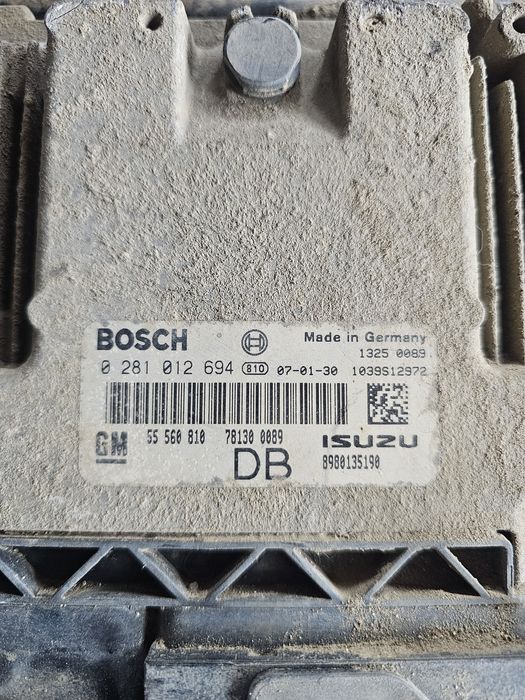 BOSCH Made in Germany
1325 0089
0 281 012 694 810 07-01-30 1039S12972
GM 55 560 810 78130 0089 ISUZU
DB 8980135190